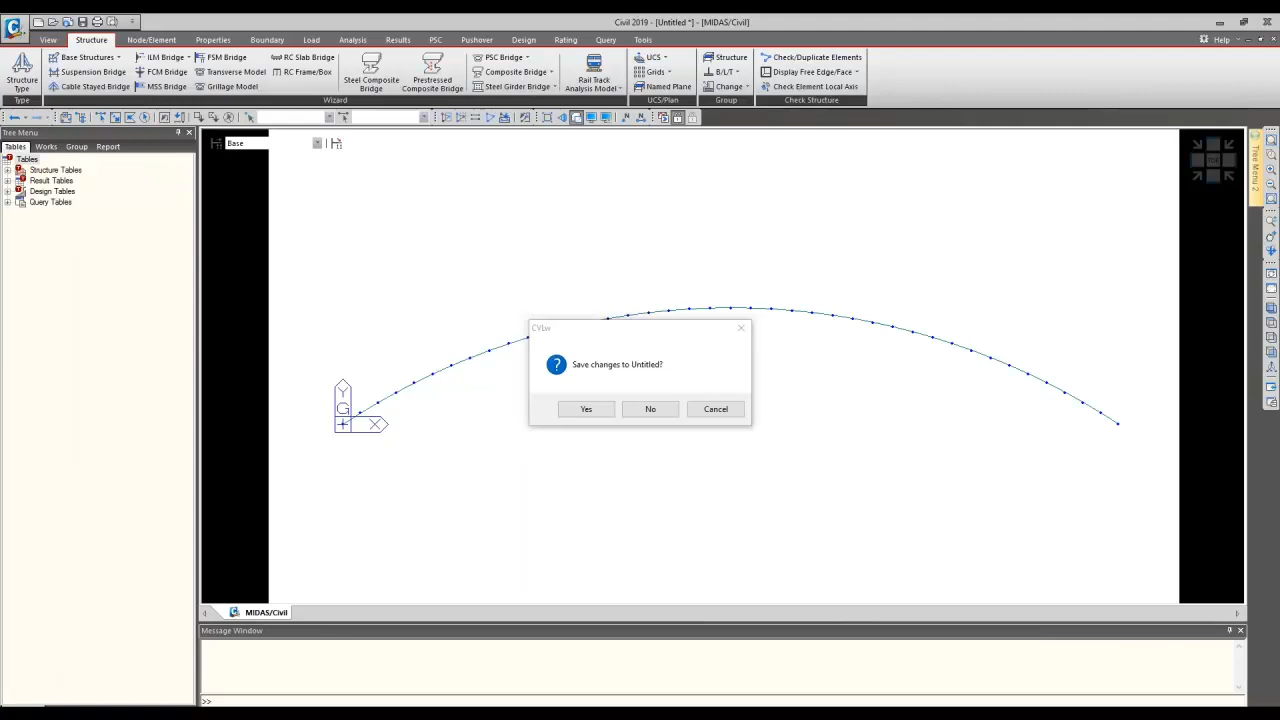 Civil 2019 - [Untitled *] - [MIDAS/Civil]
View Structure Node/Element Properties Boundary Load Analysis Results PSC Pushover Design Rating Query Tools Help
Structure Type
Base Structures ILM Bridge FSM Bridge RC Slab Bridge
Suspension Bridge FCM Bridge Transverse Model RC Frame/Box
Cable Stayed Bridge MSS Bridge Grillage Model
Steel Composite Bridge
Prestressed Composite Bridge
PSC Bridge
Composite Bridge
Steel Girder Bridge
Rail Track Analysis Model
UCS
Grids
Named Plane
Structure
B/L/T
Change
Check/Duplicate Elements
Display Free Edge/Face
Check Element Local Axis
Type Wizard UCS/Plan Group Check Structure
Tree Menu
Tables Works Group Report
Tables
Structure Tables
Result Tables
Design Tables
Query Tables
Base
Tree Menu 2
Y
G
X
CVLw
Save changes to Untitled?
Yes No Cancel
MIDAS/Civil
Message Window
>>